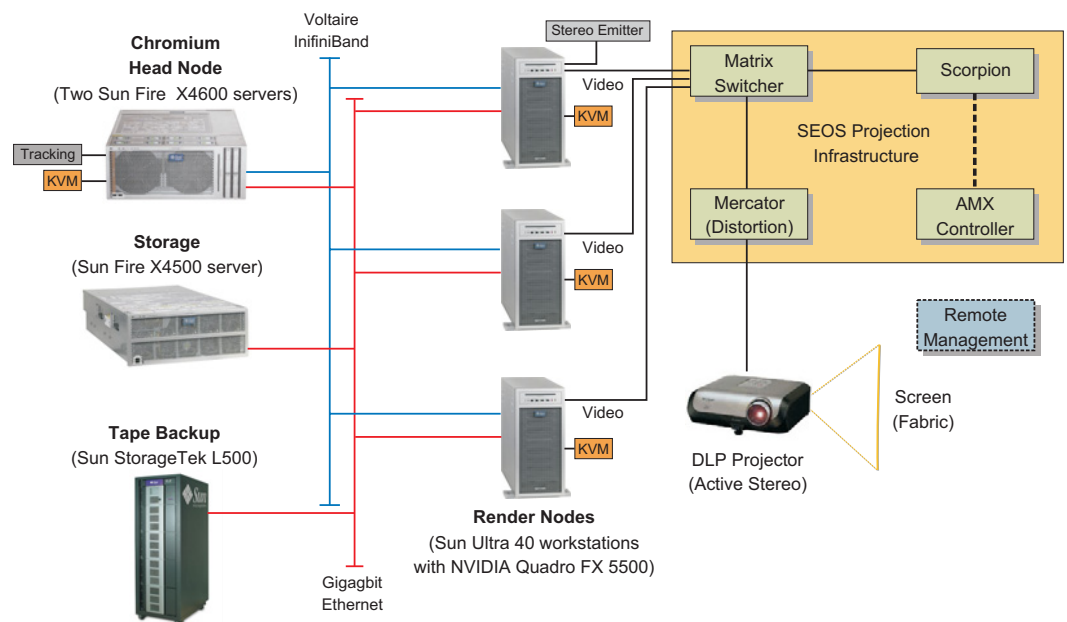 Voltaire
InifiniBand
Chromium
Head Node
(Two Sun Fire X4600 servers)
Tracking
KVM
Storage
(Sun Fire X4500 server)
Tape Backup
(Sun StorageTek L500)
Sun
Gigagbit
Ethernet
Stereo Emitter
Video
KVM
Video
KVM
Video
KVM
Render Nodes
(Sun Ultra 40 workstations
with NVIDIA Quadro FX 5500)
Matrix
Switcher
Scorpion
SEOS Projection
Infrastructure
Mercator
(Distortion)
AMX
Controller
Remote
Management
Screen
(Fabric)
DLP Projector
(Active Stereo)